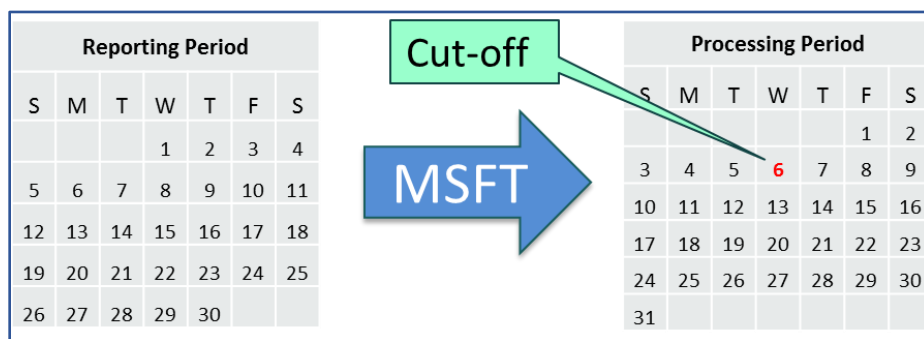 Reporting Period
S M T W T F S
1 2 3 4
5 6 7 8 9 10 11
12 13 14 15 16 17 18
19 20 21 22 23 24 25
26 27 28 29 30
Cut-off
MSFT
Processing Period
S M T W T F S
1 2
3 4 5 6 7 8 9
10 11 12 13 14 15 16
17 18 19 20 21 22 23
24 25 26 27 28 29 30
31